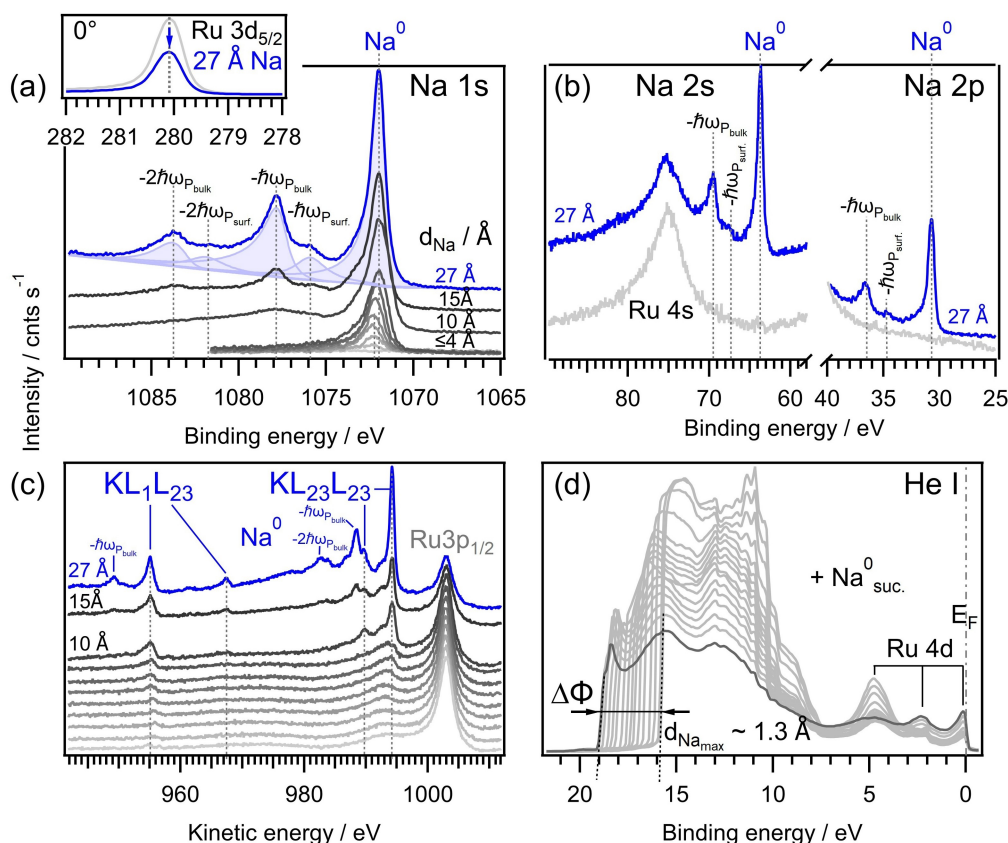 (a)
0°
Ru 3d5/2
27 Å Na
282 281 280 279 278
Na⁰
Na 1s
-2ℏωPbulk
-2ℏωPsurf.
-ℏωPbulk
-ℏωPsurf.
dNa / Å
27 Å
15Å
10 Å
≤4 Å
1085 1080 1075 1070 1065
Binding energy / eV
Intensity / cnts s⁻¹
(b)
Na⁰
Na⁰
Na 2s
Na 2p
-ℏωPbulk
-ℏωPsurf.
27 Å
Ru 4s
-ℏωPbulk
-ℏωPsurf.
27 Å
80 70 60 40 35 30 25
Binding energy / eV
(c)
KL1L23
KL23L23
Na⁰
-ℏωPbulk
-2ℏωPbulk
Ru3p1/2
-ℏωPbulk
27 Å
15Å
10 Å
960 980 1000
Kinetic energy / eV
(d)
He I
+ Na⁰suc.
EF
Ru 4d
ΔΦ
dNamax ~ 1.3 Å
20 15 10 5 0
Binding energy / eV